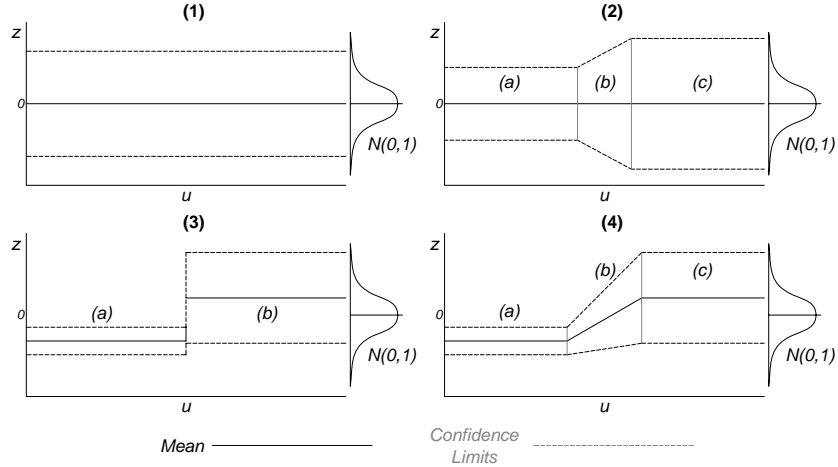 (1)
z
0
N(0,1)
u
(2)
z
(a)
(b)
(c)
0
N(0,1)
u
(3)
z
0
(a)
(b)
N(0,1)
u
(4)
z
(b)
(c)
0
(a)
N(0,1)
u
Mean
Confidence
Limits